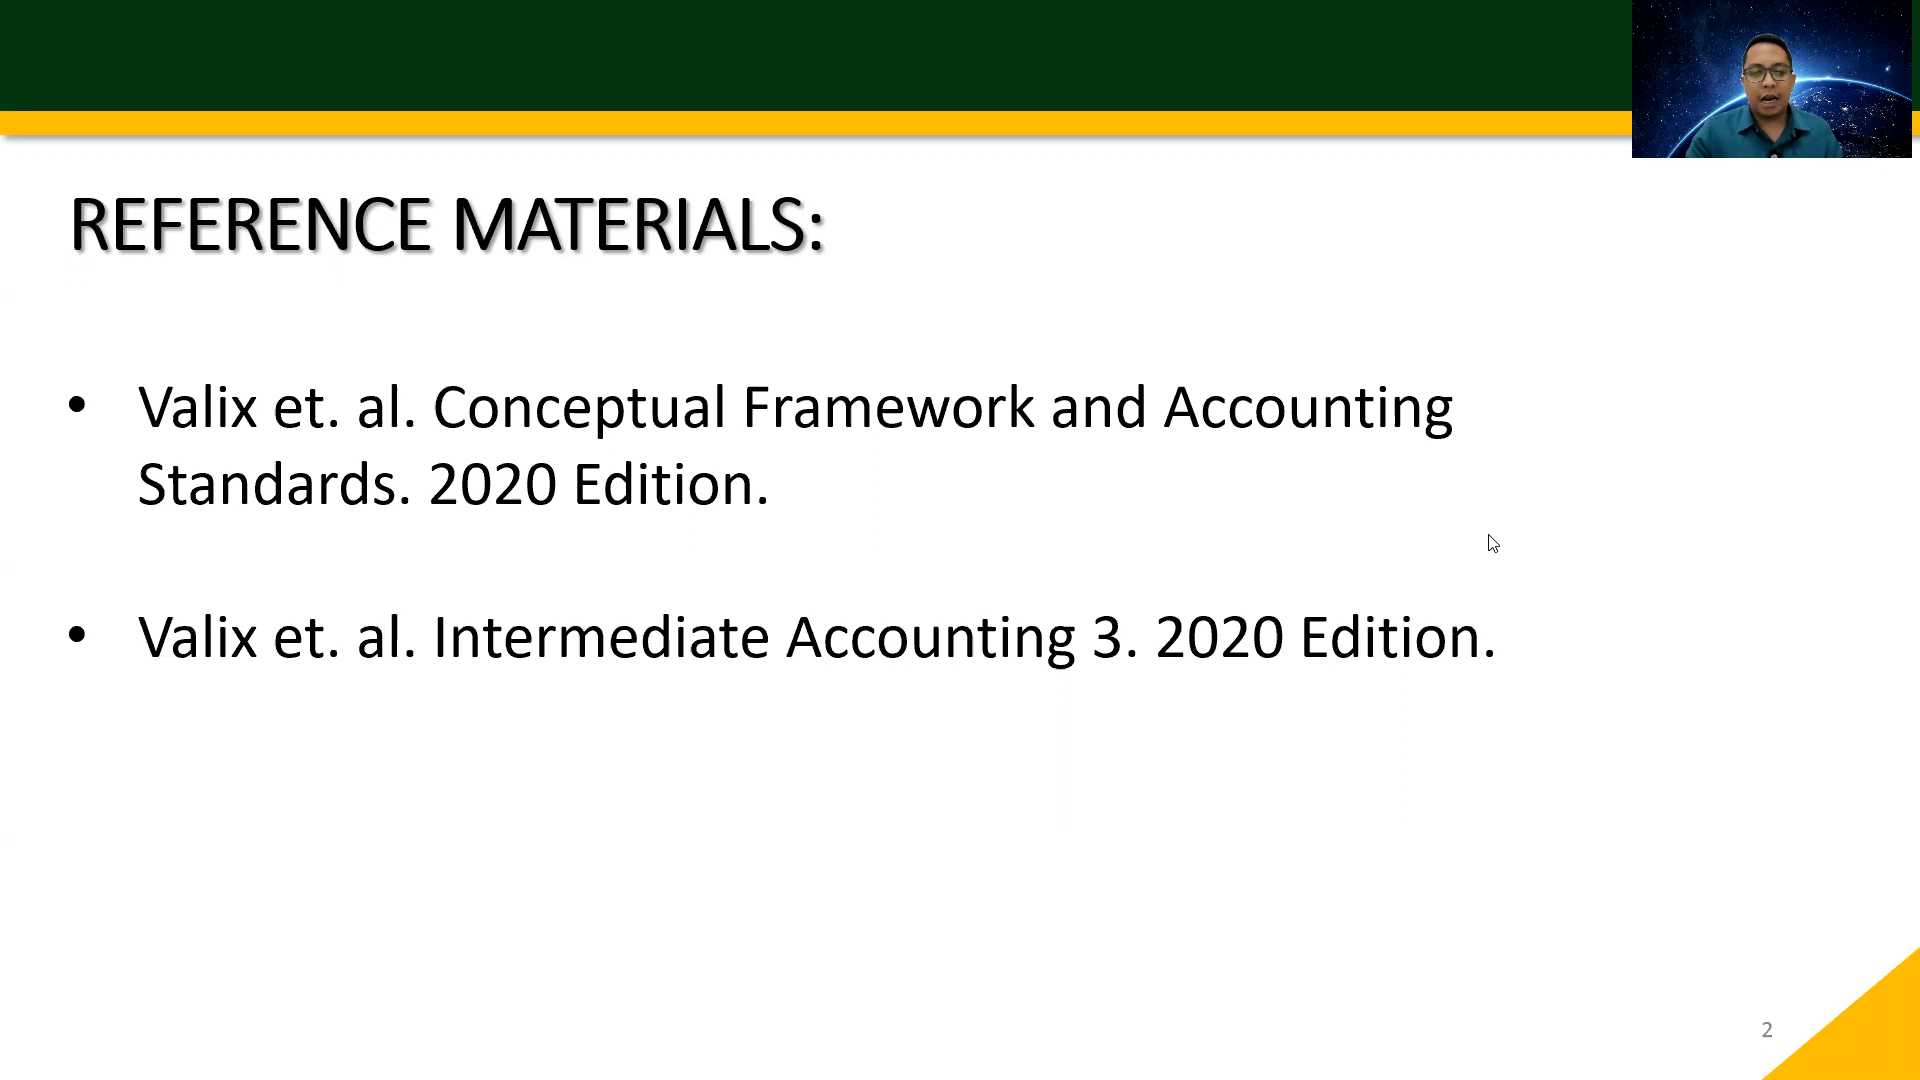 REFERENCE MATERIALS:
• Valix et. al. Conceptual Framework and Accounting
Standards. 2020 Edition.
• Valix et. al. Intermediate Accounting 3. 2020 Edition.
2